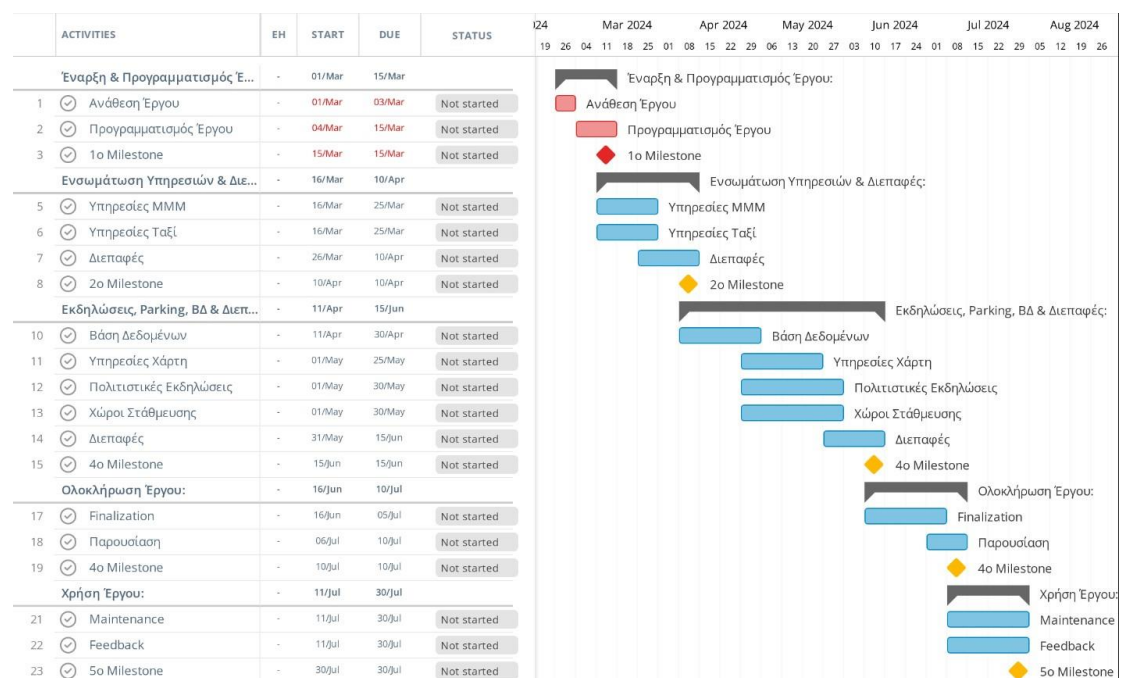 ACTIVITIES EH START DUE STATUS 24 Mar 2024 Apr 2024 May 2024 Jun 2024 Jul 2024 Aug 2024
19 26 04 11 18 25 01 08 15 22 29 06 13 20 27 03 10 17 24 01 08 15 22 29 05 12 19 26
Έναρξη & Προγραμματισμός Έ... - 01/Mar 15/Mar Έναρξη & Προγραμματισμός Έργου:
1 Ανάθεση Έργου - 01/Mar 03/Mar Not started Ανάθεση Έργου
2 Προγραμματισμός Έργου - 04/Mar 15/Mar Not started Προγραμματισμός Έργου
3 1ο Milestone - 15/Mar 15/Mar Not started 1ο Milestone
Ενσωμάτωση Υπηρεσιών & Διε... - 16/Mar 10/Apr Ενσωμάτωση Υπηρεσιών & Διεπαφές:
5 Υπηρεσίες ΜΜΜ - 16/Mar 25/Mar Not started Υπηρεσίες ΜΜΜ
6 Υπηρεσίες Ταξί - 16/Mar 25/Mar Not started Υπηρεσίες Ταξί
7 Διεπαφές - 26/Mar 10/Apr Not started Διεπαφές
8 2ο Milestone - 10/Apr 10/Apr Not started 2ο Milestone
Εκδηλώσεις, Parking, ΒΔ & Διεπ... - 11/Apr 15/Jun Εκδηλώσεις, Parking, ΒΔ & Διεπαφές:
10 Βάση Δεδομένων - 11/Apr 30/Apr Not started Βάση Δεδομένων
11 Υπηρεσίες Χάρτη - 01/May 25/May Not started Υπηρεσίες Χάρτη
12 Πολιτιστικές Εκδηλώσεις - 01/May 30/May Not started Πολιτιστικές Εκδηλώσεις
13 Χώροι Στάθμευσης - 01/May 30/May Not started Χώροι Στάθμευσης
14 Διεπαφές - 31/May 15/Jun Not started Διεπαφές
15 4ο Milestone - 15/Jun 15/Jun Not started 4ο Milestone
Ολοκλήρωση Έργου: - 16/Jun 10/Jul Ολοκλήρωση Έργου:
17 Finalization - 16/Jun 05/Jul Not started Finalization
18 Παρουσίαση - 06/Jul 10/Jul Not started Παρουσίαση
19 4ο Milestone - 10/Jul 10/Jul Not started 4ο Milestone
Χρήση Έργου: - 11/Jul 30/Jul Χρήση Έργου:
21 Maintenance - 11/Jul 30/Jul Not started Maintenance
22 Feedback - 11/Jul 30/Jul Not started Feedback
23 5ο Milestone - 30/Jul 30/Jul Not started 5ο Milestone